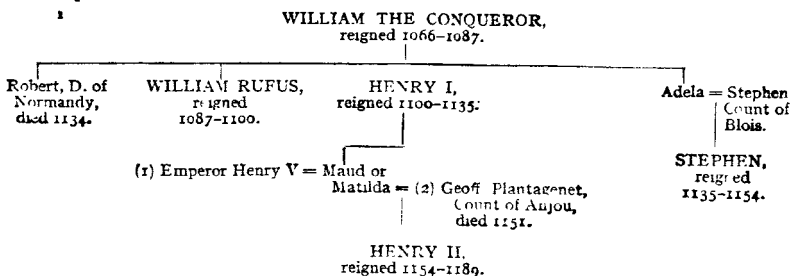 1
WILLIAM THE CONQUEROR,
reigned 1066–1087.
Robert, D. of
Normandy,
died 1134.
WILLIAM RUFUS,
reigned
1087–1100.
HENRY I,
reigned 1100–1135.
Adela = Stephen
Count of
Blois.
(1) Emperor Henry V = Maud or
Matilda = (2) Geoff Plantagenet,
Count of Anjou,
died 1151.
STEPHEN,
reigned
1135–1154.
HENRY II,
reigned 1154–1189.